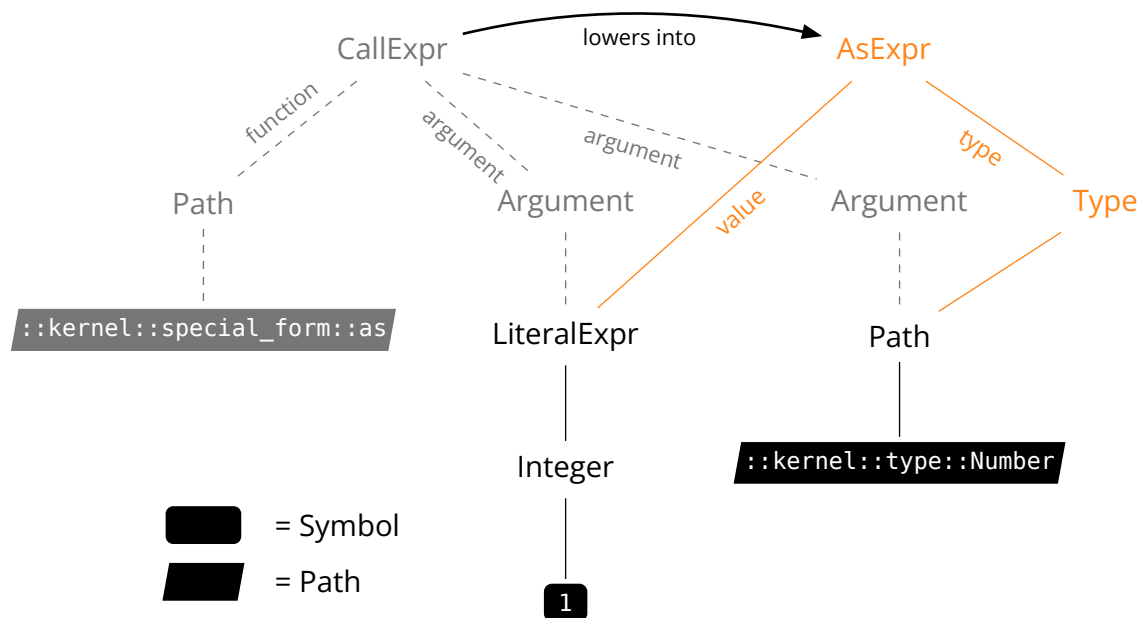 lowers into
CallExpr
AsExpr
function
argument
argument
type
Path
Argument
value
Argument
Type
::kernel::special_form::as
LiteralExpr
Path
Integer
::kernel::type::Number
= Symbol
= Path
1